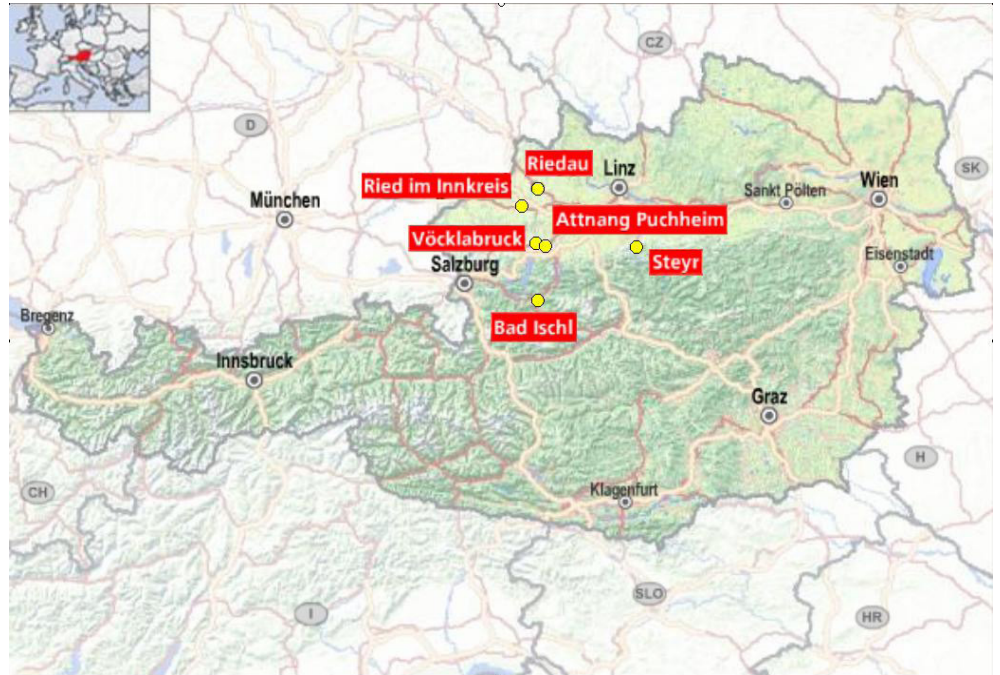 CZ
D
SK
Riedau
Linz
Ried im Innkreis
Wien
München
Sankt Pölten
Attnang Puchheim
Vöcklabruck
Eisenstadt
Salzburg
Steyr
Bregenz
Bad Ischl
Innsbruck
Graz
H
CH
Klagenfurt
SLO
I
HR